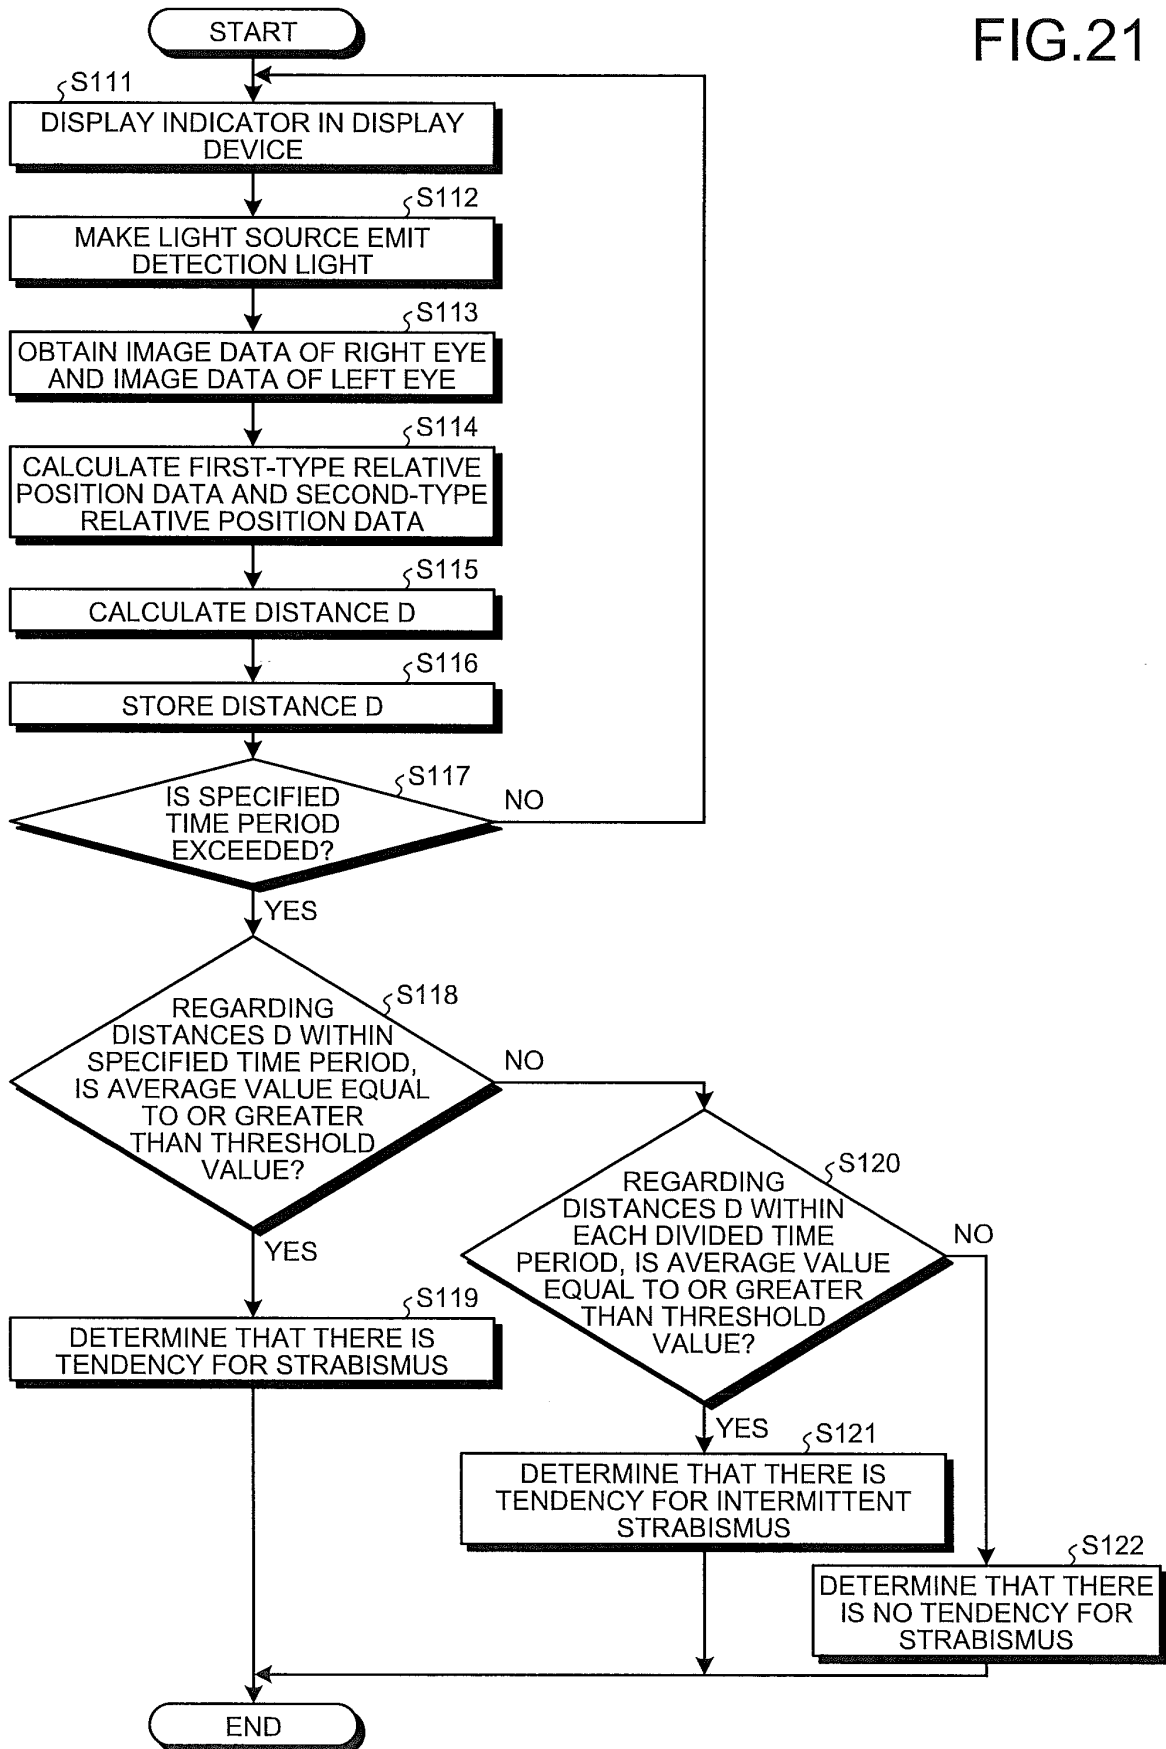 FIG.21
START
S111
DISPLAY INDICATOR IN DISPLAY
DEVICE
S112
MAKE LIGHT SOURCE EMIT
DETECTION LIGHT
S113
OBTAIN IMAGE DATA OF RIGHT EYE
AND IMAGE DATA OF LEFT EYE
S114
CALCULATE FIRST-TYPE RELATIVE
POSITION DATA AND SECOND-TYPE
RELATIVE POSITION DATA
S115
CALCULATE DISTANCE D
S116
STORE DISTANCE D
S117
IS SPECIFIED
TIME PERIOD
EXCEEDED?
NO
YES
S118
REGARDING
DISTANCES D WITHIN
SPECIFIED TIME PERIOD,
IS AVERAGE VALUE EQUAL
TO OR GREATER
THAN THRESHOLD
VALUE?
NO
YES
S119
DETERMINE THAT THERE IS
TENDENCY FOR STRABISMUS
S120
REGARDING
DISTANCES D WITHIN
EACH DIVIDED TIME
PERIOD, IS AVERAGE VALUE
EQUAL TO OR GREATER
THAN THRESHOLD
VALUE?
NO
YES
S121
DETERMINE THAT THERE IS
TENDENCY FOR INTERMITTENT
STRABISMUS
S122
DETERMINE THAT THERE
IS NO TENDENCY FOR
STRABISMUS
END